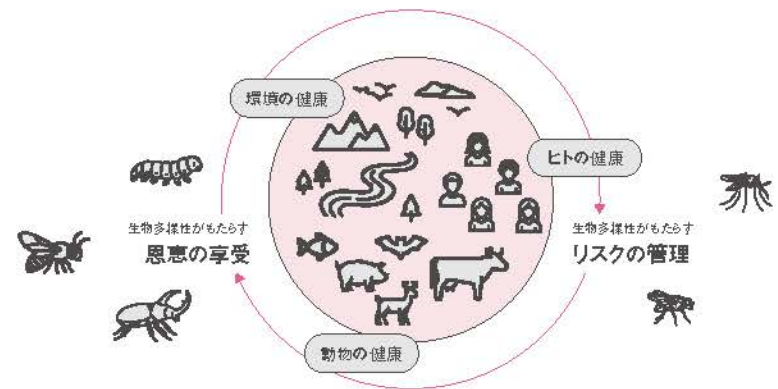 環境の健康
ヒトの健康
生物多様性がもたらす
恩恵の享受
生物多様性がもたらす
リスクの管理
動物の健康